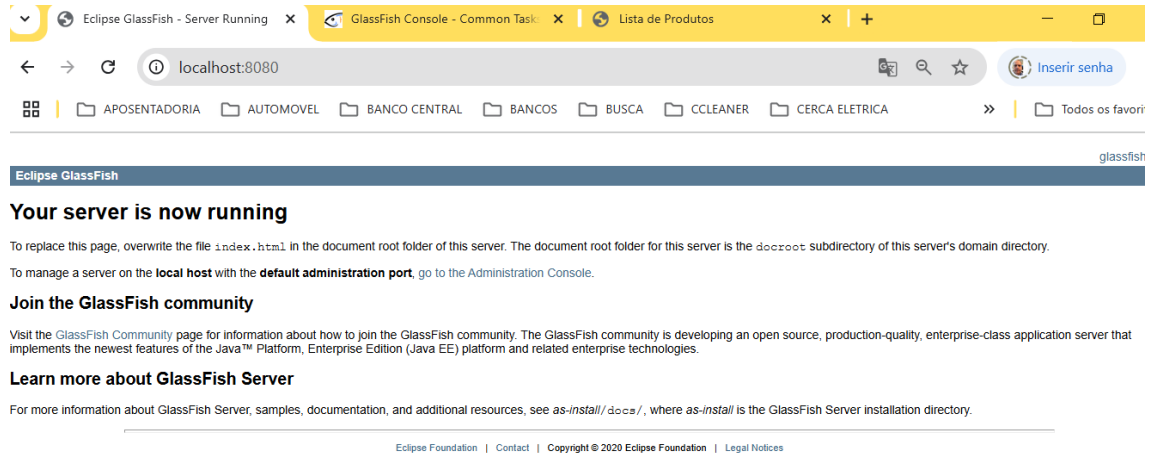 Eclipse GlassFish - Server Running
GlassFish Console - Common Task
Lista de Produtos
localhost:8080
Inserir senha
APOSENTADORIA
AUTOMOVEL
BANCO CENTRAL
BANCOS
BUSCA
CCLEANER
CERCA ELETRICA
Todos os favori
glassfish
Eclipse GlassFish
Your server is now running
To replace this page, overwrite the file index.html in the document root folder of this server. The document root folder for this server is the docroot subdirectory of this server's domain directory.
To manage a server on the local host with the default administration port, go to the Administration Console.
Join the GlassFish community
Visit the GlassFish Community page for information about how to join the GlassFish community. The GlassFish community is developing an open source, production-quality, enterprise-class application server that
implements the newest features of the Java™ Platform, Enterprise Edition (Java EE) platform and related enterprise technologies.
Learn more about GlassFish Server
For more information about GlassFish Server, samples, documentation, and additional resources, see as-install/docs/, where as-install is the GlassFish Server installation directory.
Eclipse Foundation | Contact | Copyright © 2020 Eclipse Foundation | Legal Notices